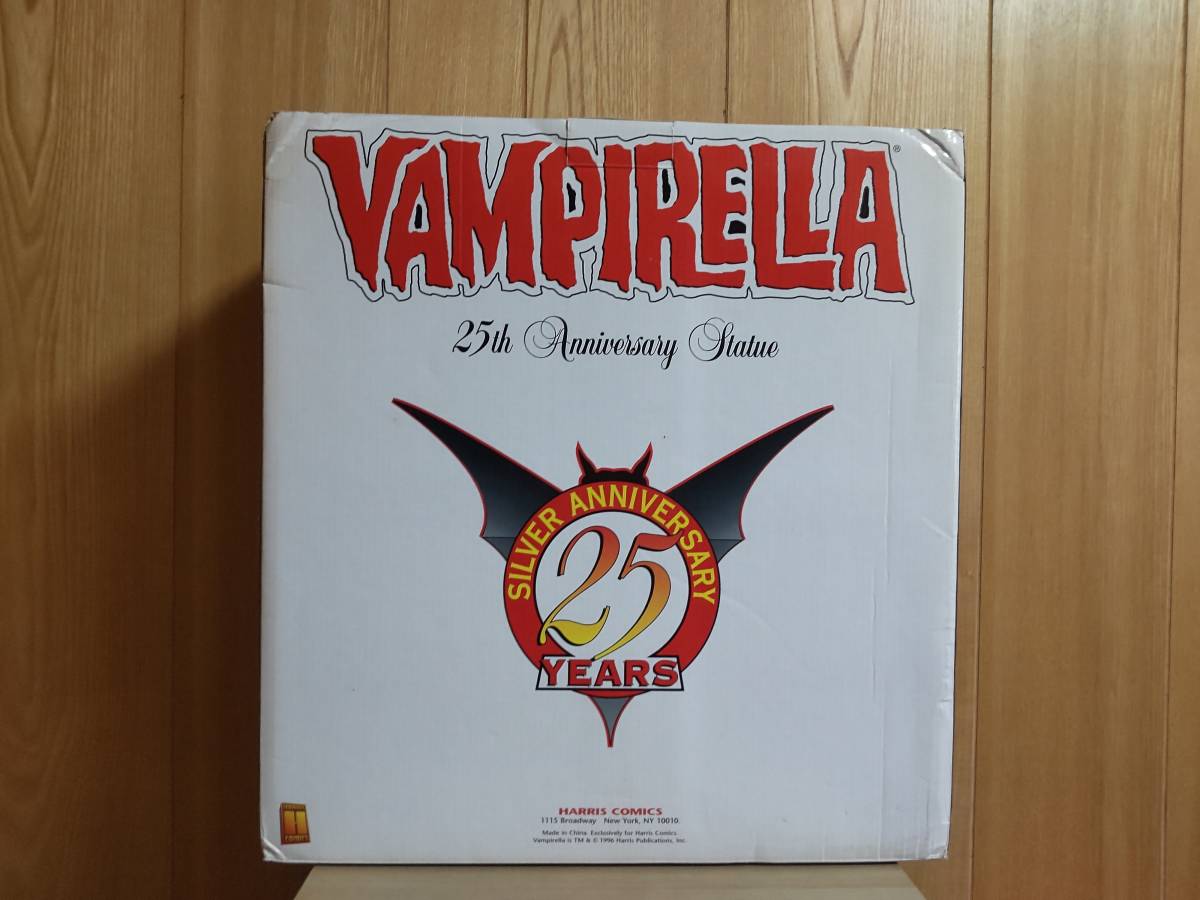 VAMPIRELLA®
25th Anniversary Statue
SILVER ANNIVERSARY
25
YEARS
H
COMICS
HARRIS COMICS
1115 Broadway New York, NY 10010.
Made in China. Exclusively for Harris Comics.
Vampirella is TM & © 1996 Harris Publications, Inc.